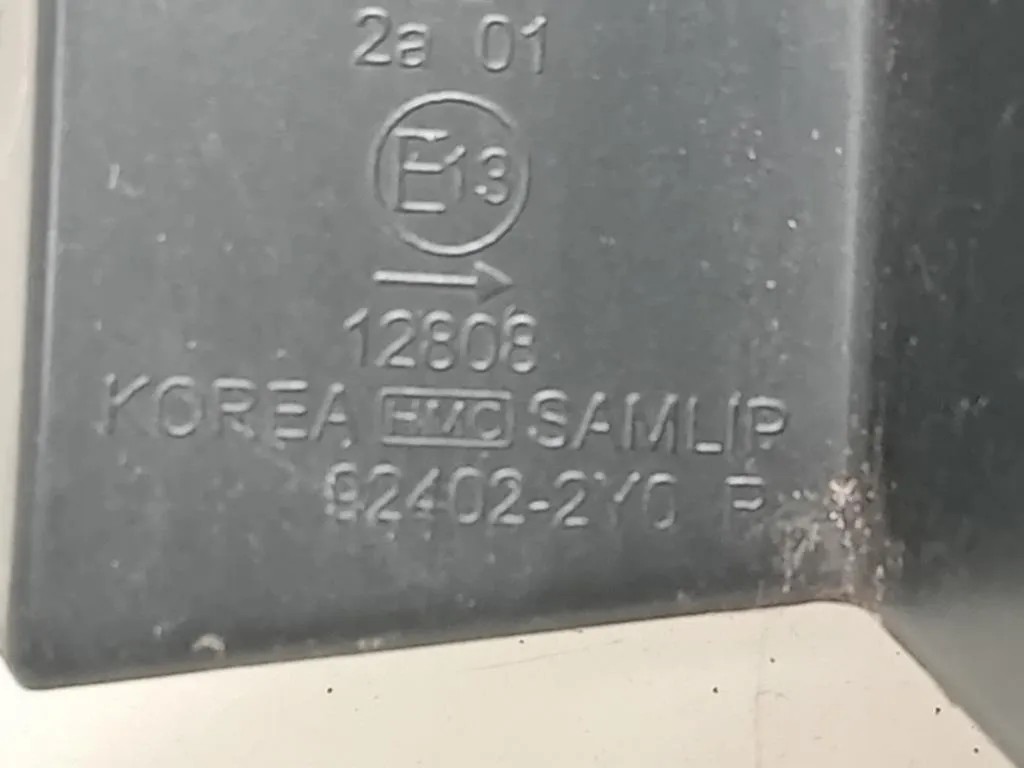 2a 01
E13
12808
KOREA HMC SAMLIP
92402-2Y0 R